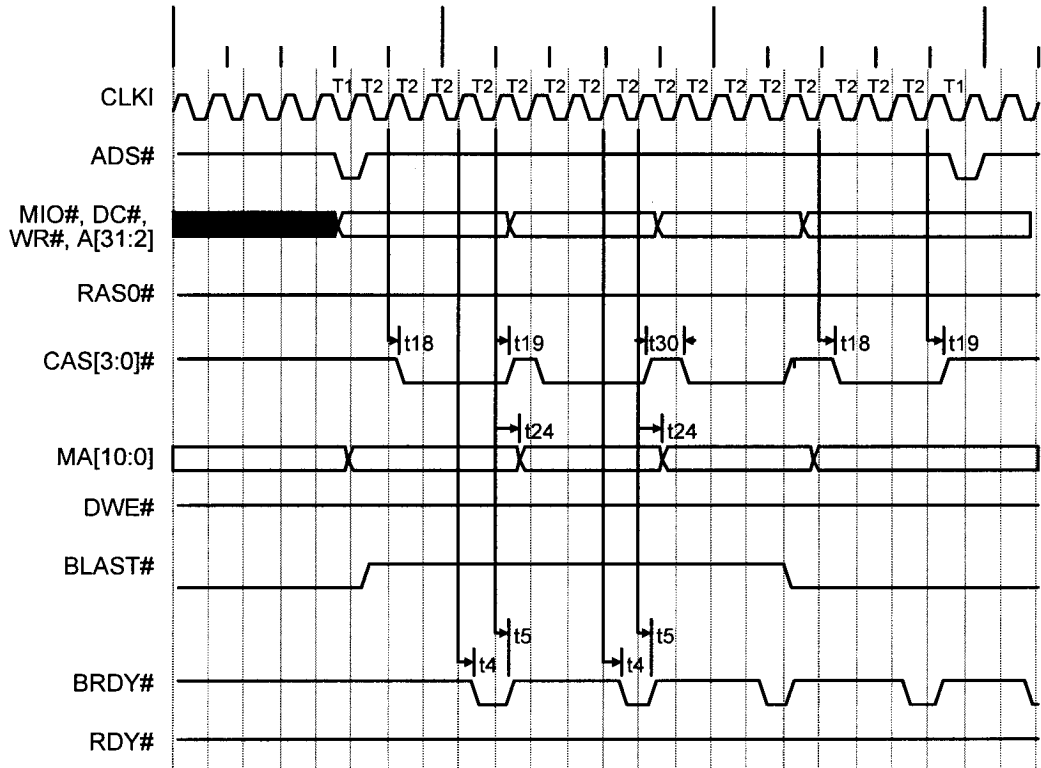 T1 T2 T2 T2 T2 T2 T2 T2 T2 T2 T2 T2 T2 T2 T2 T2 T2 T1
CLKI
ADS#
MIO#, DC#,
WR#, A[31:2]
RAS0#
t18 t19 t30 t18 t19
CAS[3:0]#
t24 t24
MA[10:0]
DWE#
BLAST#
t5 t5
t4 t4
BRDY#
RDY#